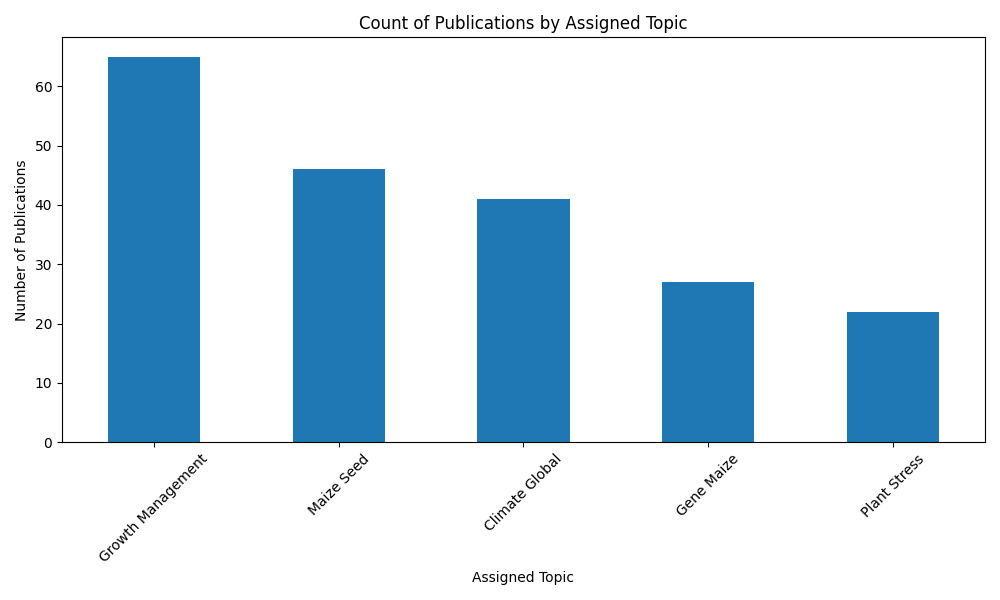 Count of Publications by Assigned Topic
Number of Publications
60
50
40
30
20
10
0
Growth Management
Maize Seed
Climate Global
Gene Maize
Plant Stress
Assigned Topic